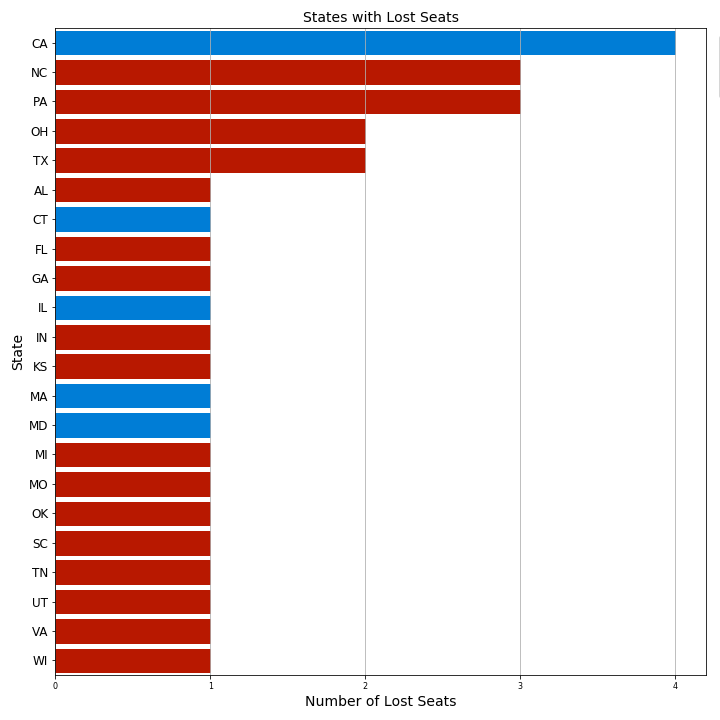 States with Lost Seats
CA
NC
PA
OH
TX
AL
CT
FL
GA
IL
IN
KS
MA
MD
MI
MO
OK
SC
TN
UT
VA
WI
State
0 1 2 3 4
Number of Lost Seats